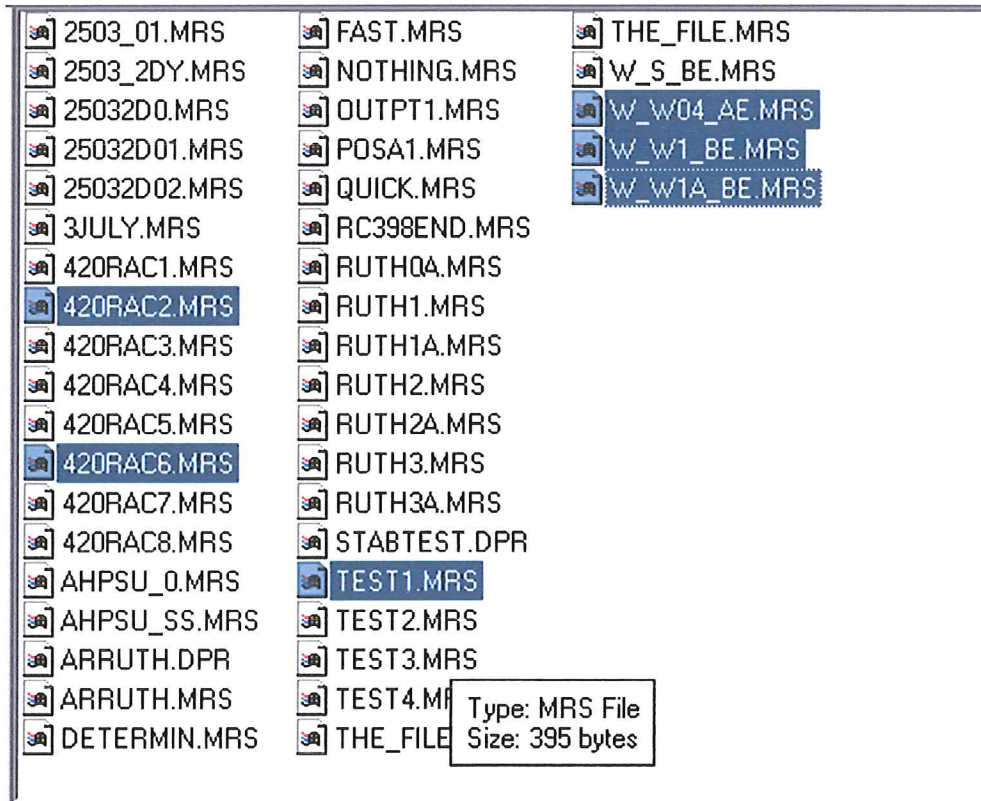 2503_01.MRS
2503_2DY.MRS
25032D0.MRS
25032D01.MRS
25032D02.MRS
3JULY.MRS
420RAC1.MRS
420RAC2.MRS
420RAC3.MRS
420RAC4.MRS
420RAC5.MRS
420RAC6.MRS
420RAC7.MRS
420RAC8.MRS
AHPSU_0.MRS
AHPSU_SS.MRS
ARRUTH.DPR
ARRUTH.MRS
DETERMIN.MRS
FAST.MRS
NOTHING.MRS
OUTPT1.MRS
POSA1.MRS
QUICK.MRS
RC398END.MRS
RUTH0A.MRS
RUTH1.MRS
RUTH1A.MRS
RUTH2.MRS
RUTH2A.MRS
RUTH3.MRS
RUTH3A.MRS
STABTEST.DPR
TEST1.MRS
TEST2.MRS
TEST3.MRS
TEST4.MR
THE_FILE
THE_FILE.MRS
W_S_BE.MRS
W_W04_AE.MRS
W_W1_BE.MRS
W_W1A_BE.MRS
Type: MRS File
Size: 395 bytes